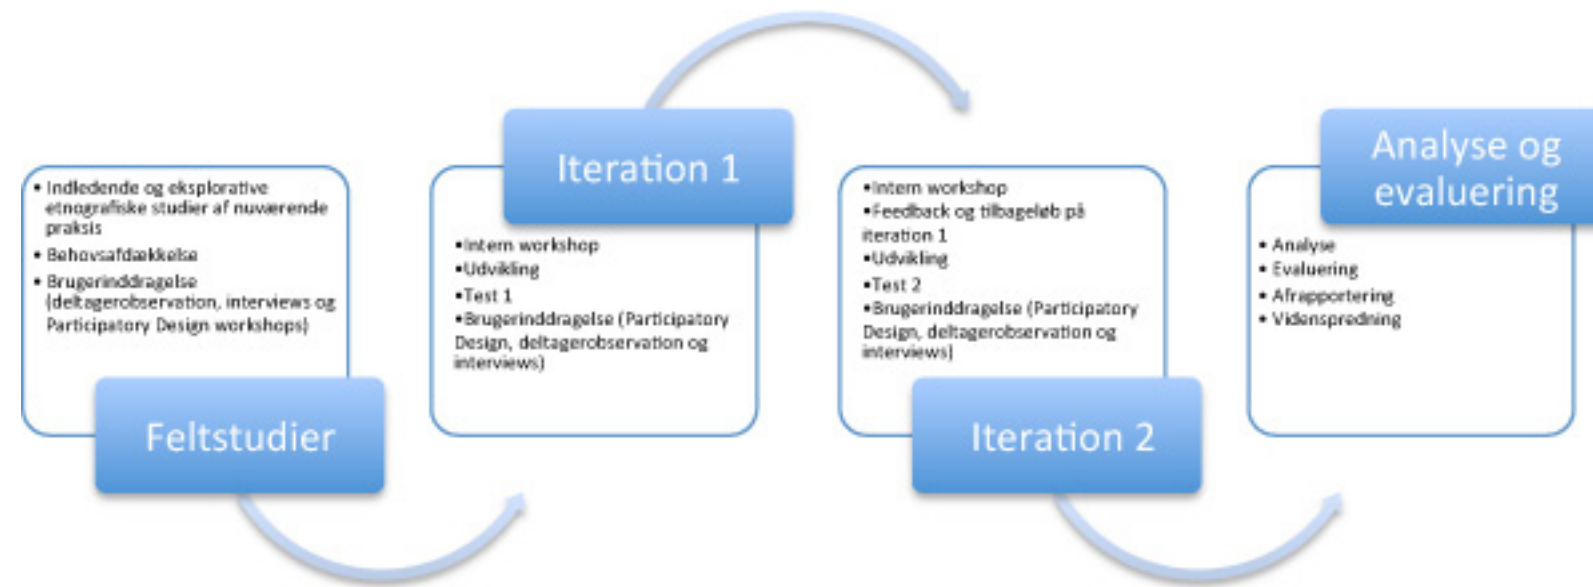 • Indledende og eksplorative
etnografiske studier af nuværende
praksis
• Behovsafdækkelse
• Brugerinddragelse
(deltagerobservation, interviews og
Participatory Design workshops)
Feltstudier
Iteration 1
•Intern workshop
•Udvikling
•Test 1
•Brugerinddragelse (Participatory
Design, deltagerobservation og
interviews)
•Intern workshop
•Feedback og tilbageløb på
iteration 1
•Udvikling
•Test 2
•Brugerinddragelse (Participatory
Design, deltagerobservation og
interviews)
Iteration 2
Analyse og
evaluering
• Analyse
• Evaluering
• Afrapportering
• Videnspredning